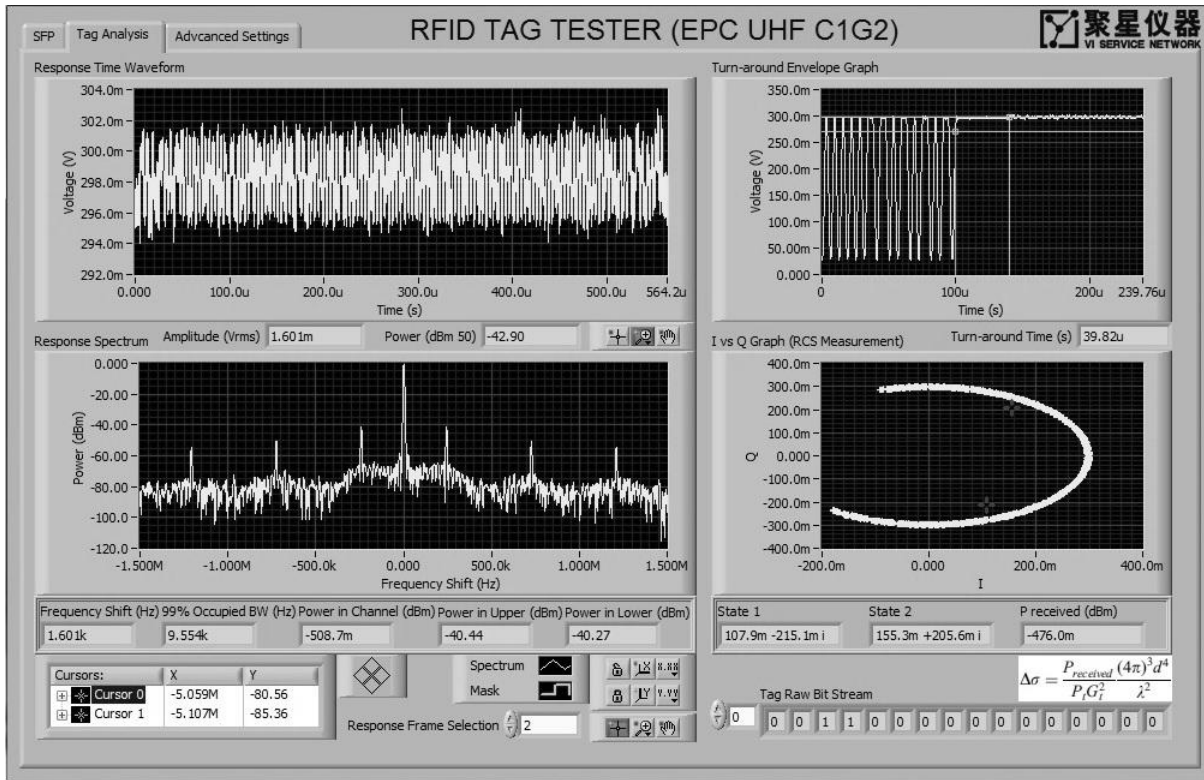 SFP Tag Analysis Advcanced Settings
RFID TAG TESTER (EPC UHF C1G2)
聚星仪器
VI SERVICE NETWORK
Response Time Waveform
304.0m
302.0m
300.0m
298.0m
296.0m
294.0m
292.0m
Voltage (V)
0.000 100.0u 200.0u 300.0u 400.0u 500.0u 564.2u
Time (s)
Turn-around Envelope Graph
350.0m
300.0m
250.0m
200.0m
150.0m
100.0m
50.00m
0.000
Voltage (V)
0 100u 200u 239.76u
Time (s)
Response Spectrum Amplitude (Vrms) 1.601m Power (dBm 50) -42.90
0.000
-20.00
-40.00
-60.00
-80.00
-100.0
-120.0
Power (dBm)
-1.500M -1.000M -500.0k 0.000 500.0k 1.000M 1.500M
Frequency Shift (Hz)
I vs Q Graph (RCS Measurement) Turn-around Time (s) 39.82u
400.0m
300.0m
200.0m
100.0m
0.000
-100.0m
-200.0m
-300.0m
-400.0m
Q
-200.0m 0.000 200.0m 400.0m
I
Frequency Shift (Hz) 99% Occupied BW (Hz) Power in Channel (dBm) Power in Upper (dBm) Power in Lower (dBm)
1.601k 9.554k -508.7m -40.44 -40.27
State 1 State 2 P received (dBm)
107.9m -215.1m i 155.3m +205.6m i -476.0m
Cursors: X Y
Cursor 0 -5.059M -80.56
Cursor 1 -5.107M -85.36
Spectrum
Mask
Response Frame Selection 2
X.XX
Y.YY
Δσ = P_received (4π)³d⁴ / P_t G_t² λ²
Tag Raw Bit Stream
0 0 0 1 1 0 0 0 0 0 0 0 0 0 0 0